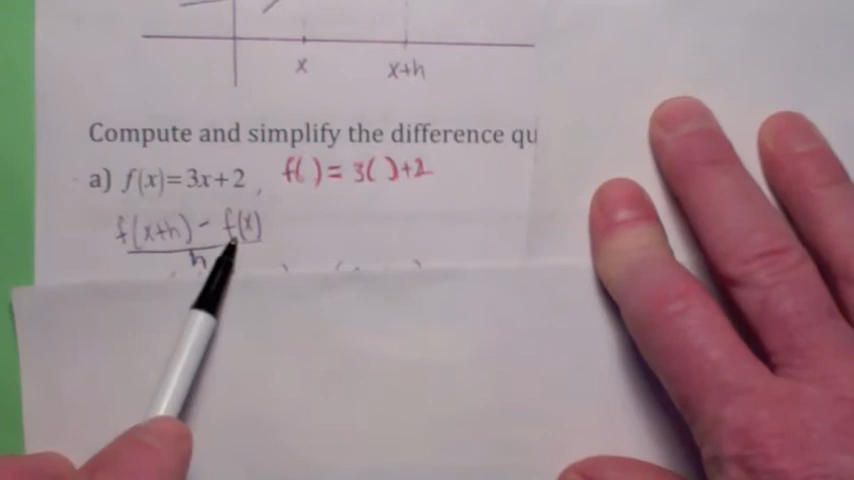 x x+h
Compute and simplify the difference qu
a) f(x)=3x+2 , f( ) = 3( )+2
f(x+h) - f(x)
h